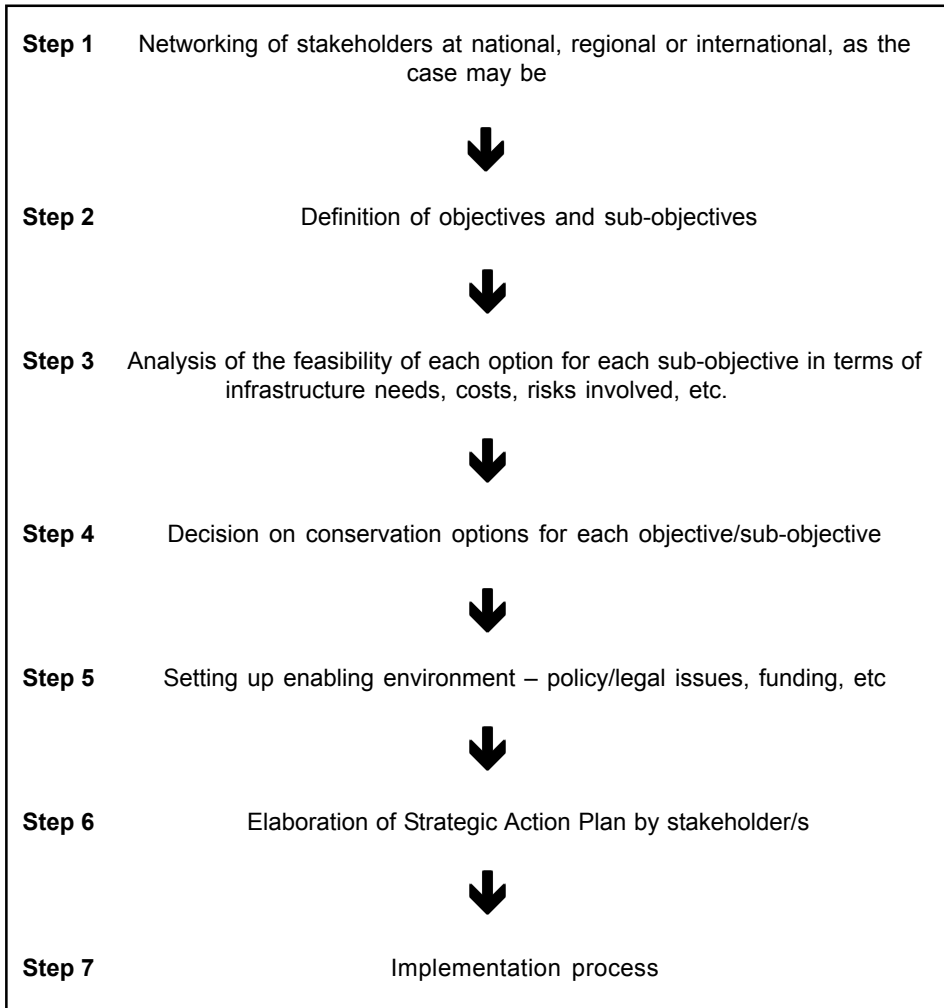 Step 1 Networking of stakeholders at national, regional or international, as the
case may be
Step 2 Definition of objectives and sub-objectives
Step 3 Analysis of the feasibility of each option for each sub-objective in terms of
infrastructure needs, costs, risks involved, etc.
Step 4 Decision on conservation options for each objective/sub-objective
Step 5 Setting up enabling environment – policy/legal issues, funding, etc
Step 6 Elaboration of Strategic Action Plan by stakeholder/s
Step 7 Implementation process